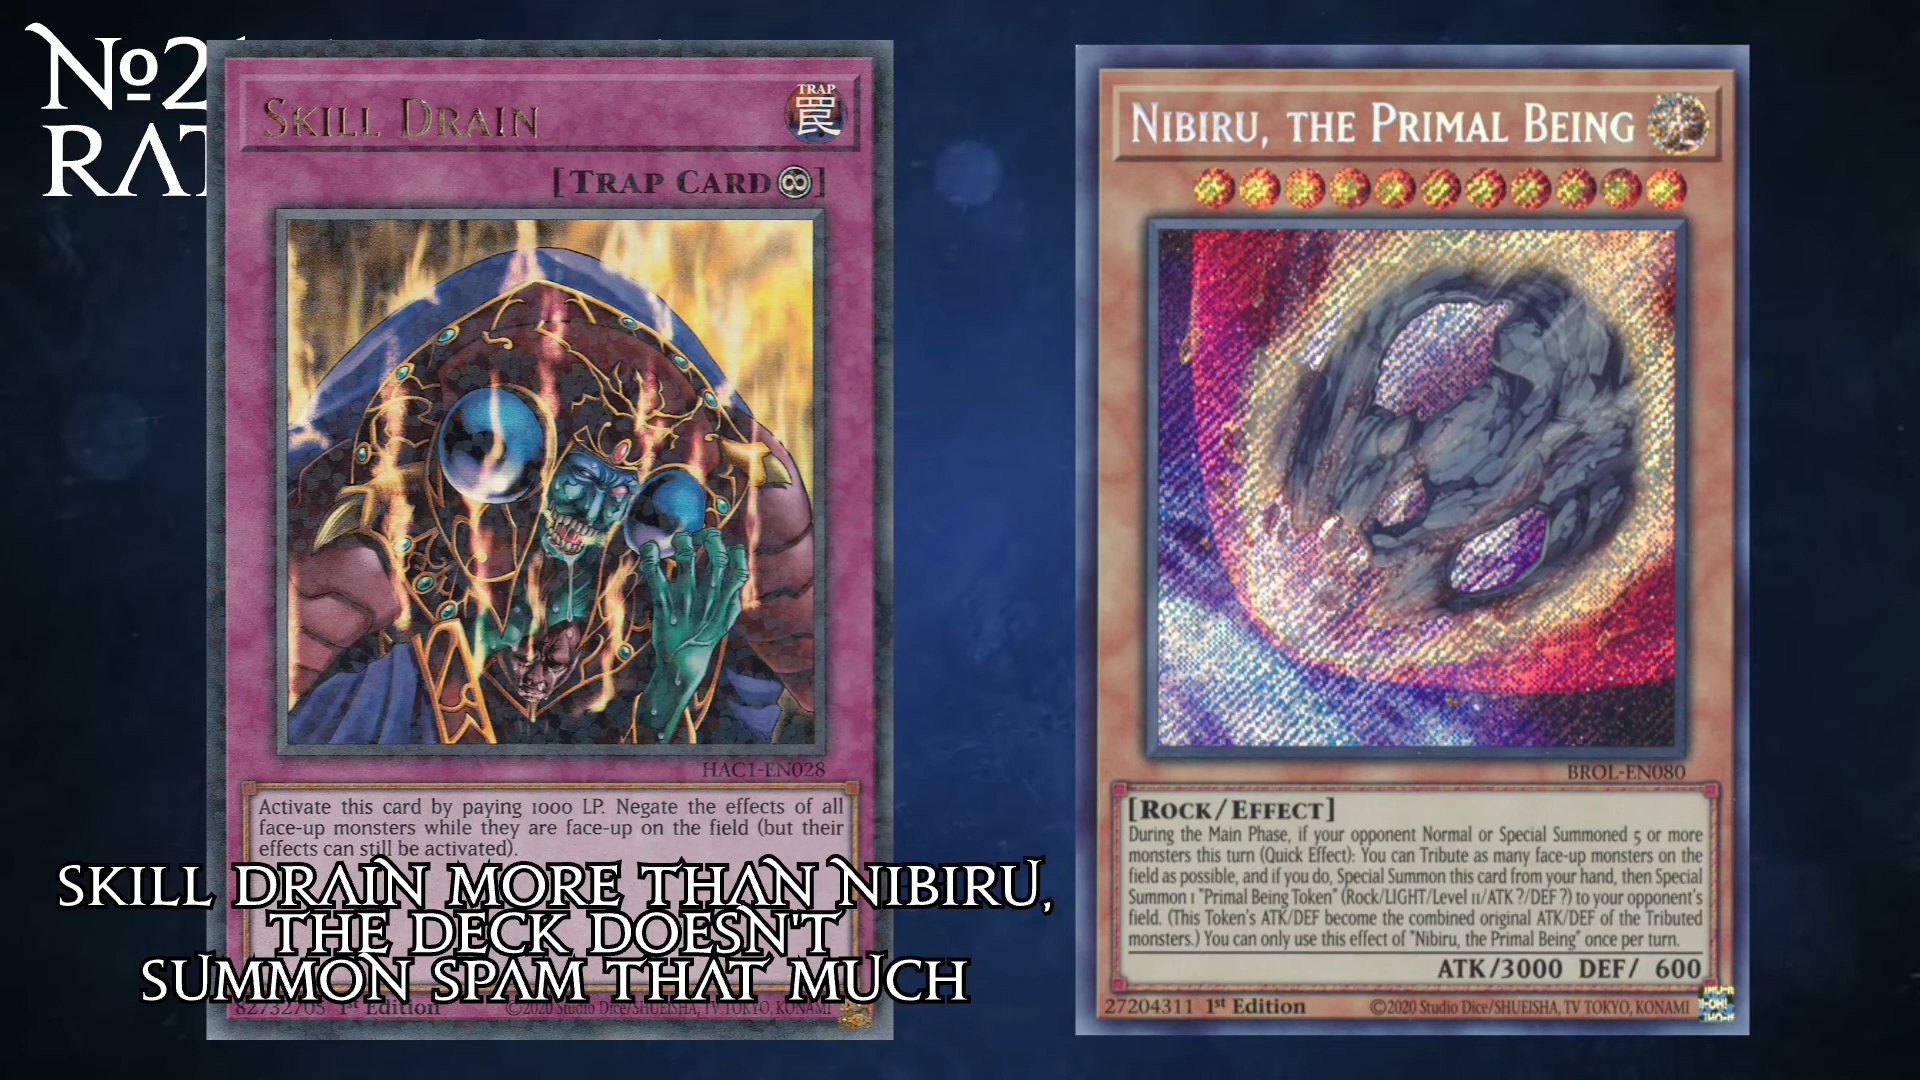 №2
RAT
SKILL DRAIN
TRAP
罠
[TRAP CARD∞]
HAC1-EN028
Activate this card by paying 1000 LP. Negate the effects of all
face-up monsters while they are face-up on the field (but their
effects can still be activated).
SKILL DRAIN MORE THAN NIBIRU,
THE DECK DOESN'T
SUMMON SPAM THAT MUCH
82732705 1st Edition
©2020 Studio Dice/SHUEISHA, TV TOKYO, KONAMI
NIBIRU, THE PRIMAL BEING
BROL-EN080
[ROCK/EFFECT]
During the Main Phase, if your opponent Normal or Special Summoned 5 or more
monsters this turn (Quick Effect): You can Tribute as many face-up monsters on the
field as possible, and if you do, Special Summon this card from your hand, then Special
Summon 1 "Primal Being Token" (Rock/LIGHT/Level 11/ATK ?/DEF ?) to your opponent's
field. (This Token's ATK/DEF become the combined original ATK/DEF of the Tributed
monsters.) You can only use this effect of "Nibiru, the Primal Being" once per turn.
ATK/3000 DEF/ 600
27204311 1st Edition
©2020 Studio Dice/SHUEISHA, TV TOKYO, KONAMI